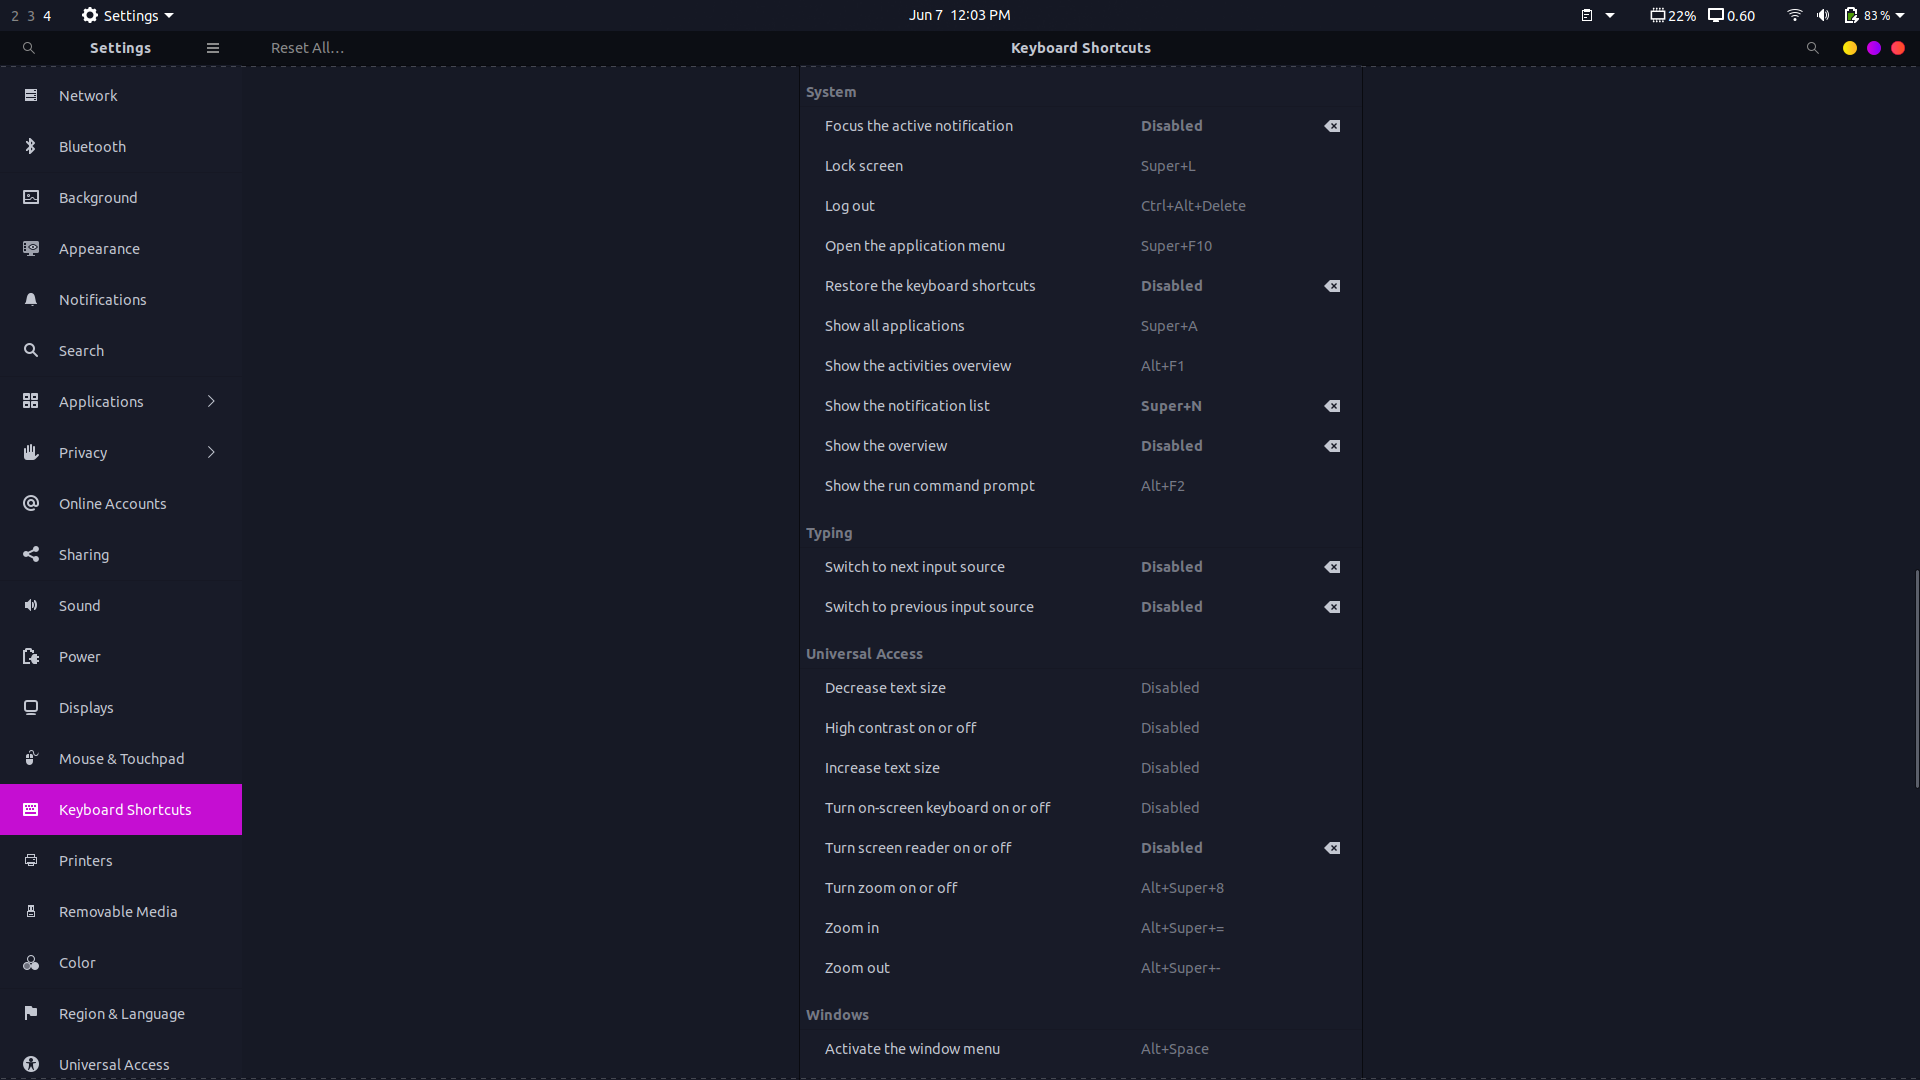 2 3 4 Settings Jun 7 12:03 PM 22% 0.60 83 %
Settings Reset All... Keyboard Shortcuts
Network
Bluetooth
Background
Appearance
Notifications
Search
Applications
Privacy
Online Accounts
Sharing
Sound
Power
Displays
Mouse & Touchpad
Keyboard Shortcuts
Printers
Removable Media
Color
Region & Language
Universal Access
System
Focus the active notification Disabled
Lock screen Super+L
Log out Ctrl+Alt+Delete
Open the application menu Super+F10
Restore the keyboard shortcuts Disabled
Show all applications Super+A
Show the activities overview Alt+F1
Show the notification list Super+N
Show the overview Disabled
Show the run command prompt Alt+F2
Typing
Switch to next input source Disabled
Switch to previous input source Disabled
Universal Access
Decrease text size Disabled
High contrast on or off Disabled
Increase text size Disabled
Turn on-screen keyboard on or off Disabled
Turn screen reader on or off Disabled
Turn zoom on or off Alt+Super+8
Zoom in Alt+Super+=
Zoom out Alt+Super+-
Windows
Activate the window menu Alt+Space